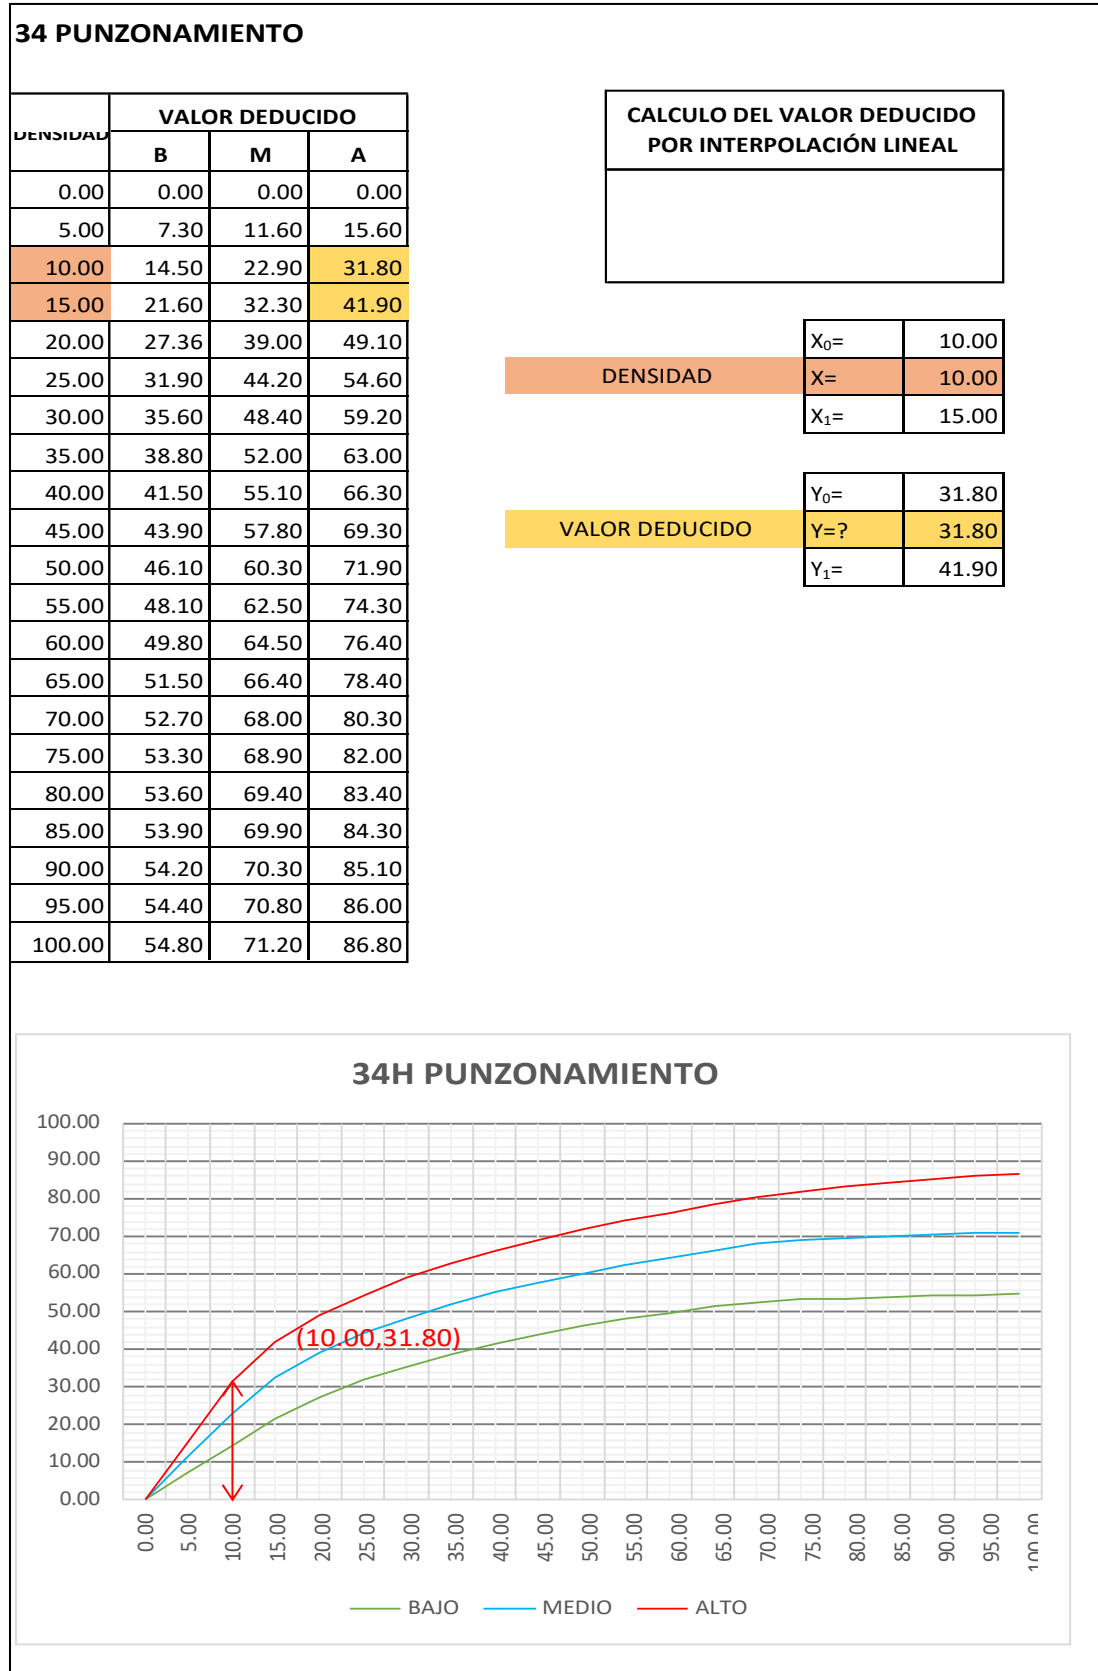 34 PUNZONAMIENTO
DENSIDAD VALOR DEDUCIDO
B M A
0.00 0.00 0.00 0.00
5.00 7.30 11.60 15.60
10.00 14.50 22.90 31.80
15.00 21.60 32.30 41.90
20.00 27.36 39.00 49.10
25.00 31.90 44.20 54.60
30.00 35.60 48.40 59.20
35.00 38.80 52.00 63.00
40.00 41.50 55.10 66.30
45.00 43.90 57.80 69.30
50.00 46.10 60.30 71.90
55.00 48.10 62.50 74.30
60.00 49.80 64.50 76.40
65.00 51.50 66.40 78.40
70.00 52.70 68.00 80.30
75.00 53.30 68.90 82.00
80.00 53.60 69.40 83.40
85.00 53.90 69.90 84.30
90.00 54.20 70.30 85.10
95.00 54.40 70.80 86.00
100.00 54.80 71.20 86.80
CALCULO DEL VALOR DEDUCIDO
POR INTERPOLACIÓN LINEAL
X₀= 10.00
DENSIDAD X= 10.00
X₁= 15.00
Y₀= 31.80
VALOR DEDUCIDO Y=? 31.80
Y₁= 41.90
34H PUNZONAMIENTO
100.00
90.00
80.00
70.00
60.00
50.00
40.00
30.00
20.00
10.00
0.00
(10.00,31.80)
0.00 5.00 10.00 15.00 20.00 25.00 30.00 35.00 40.00 45.00 50.00 55.00 60.00 65.00 70.00 75.00 80.00 85.00 90.00 95.00 100.00
BAJO MEDIO ALTO